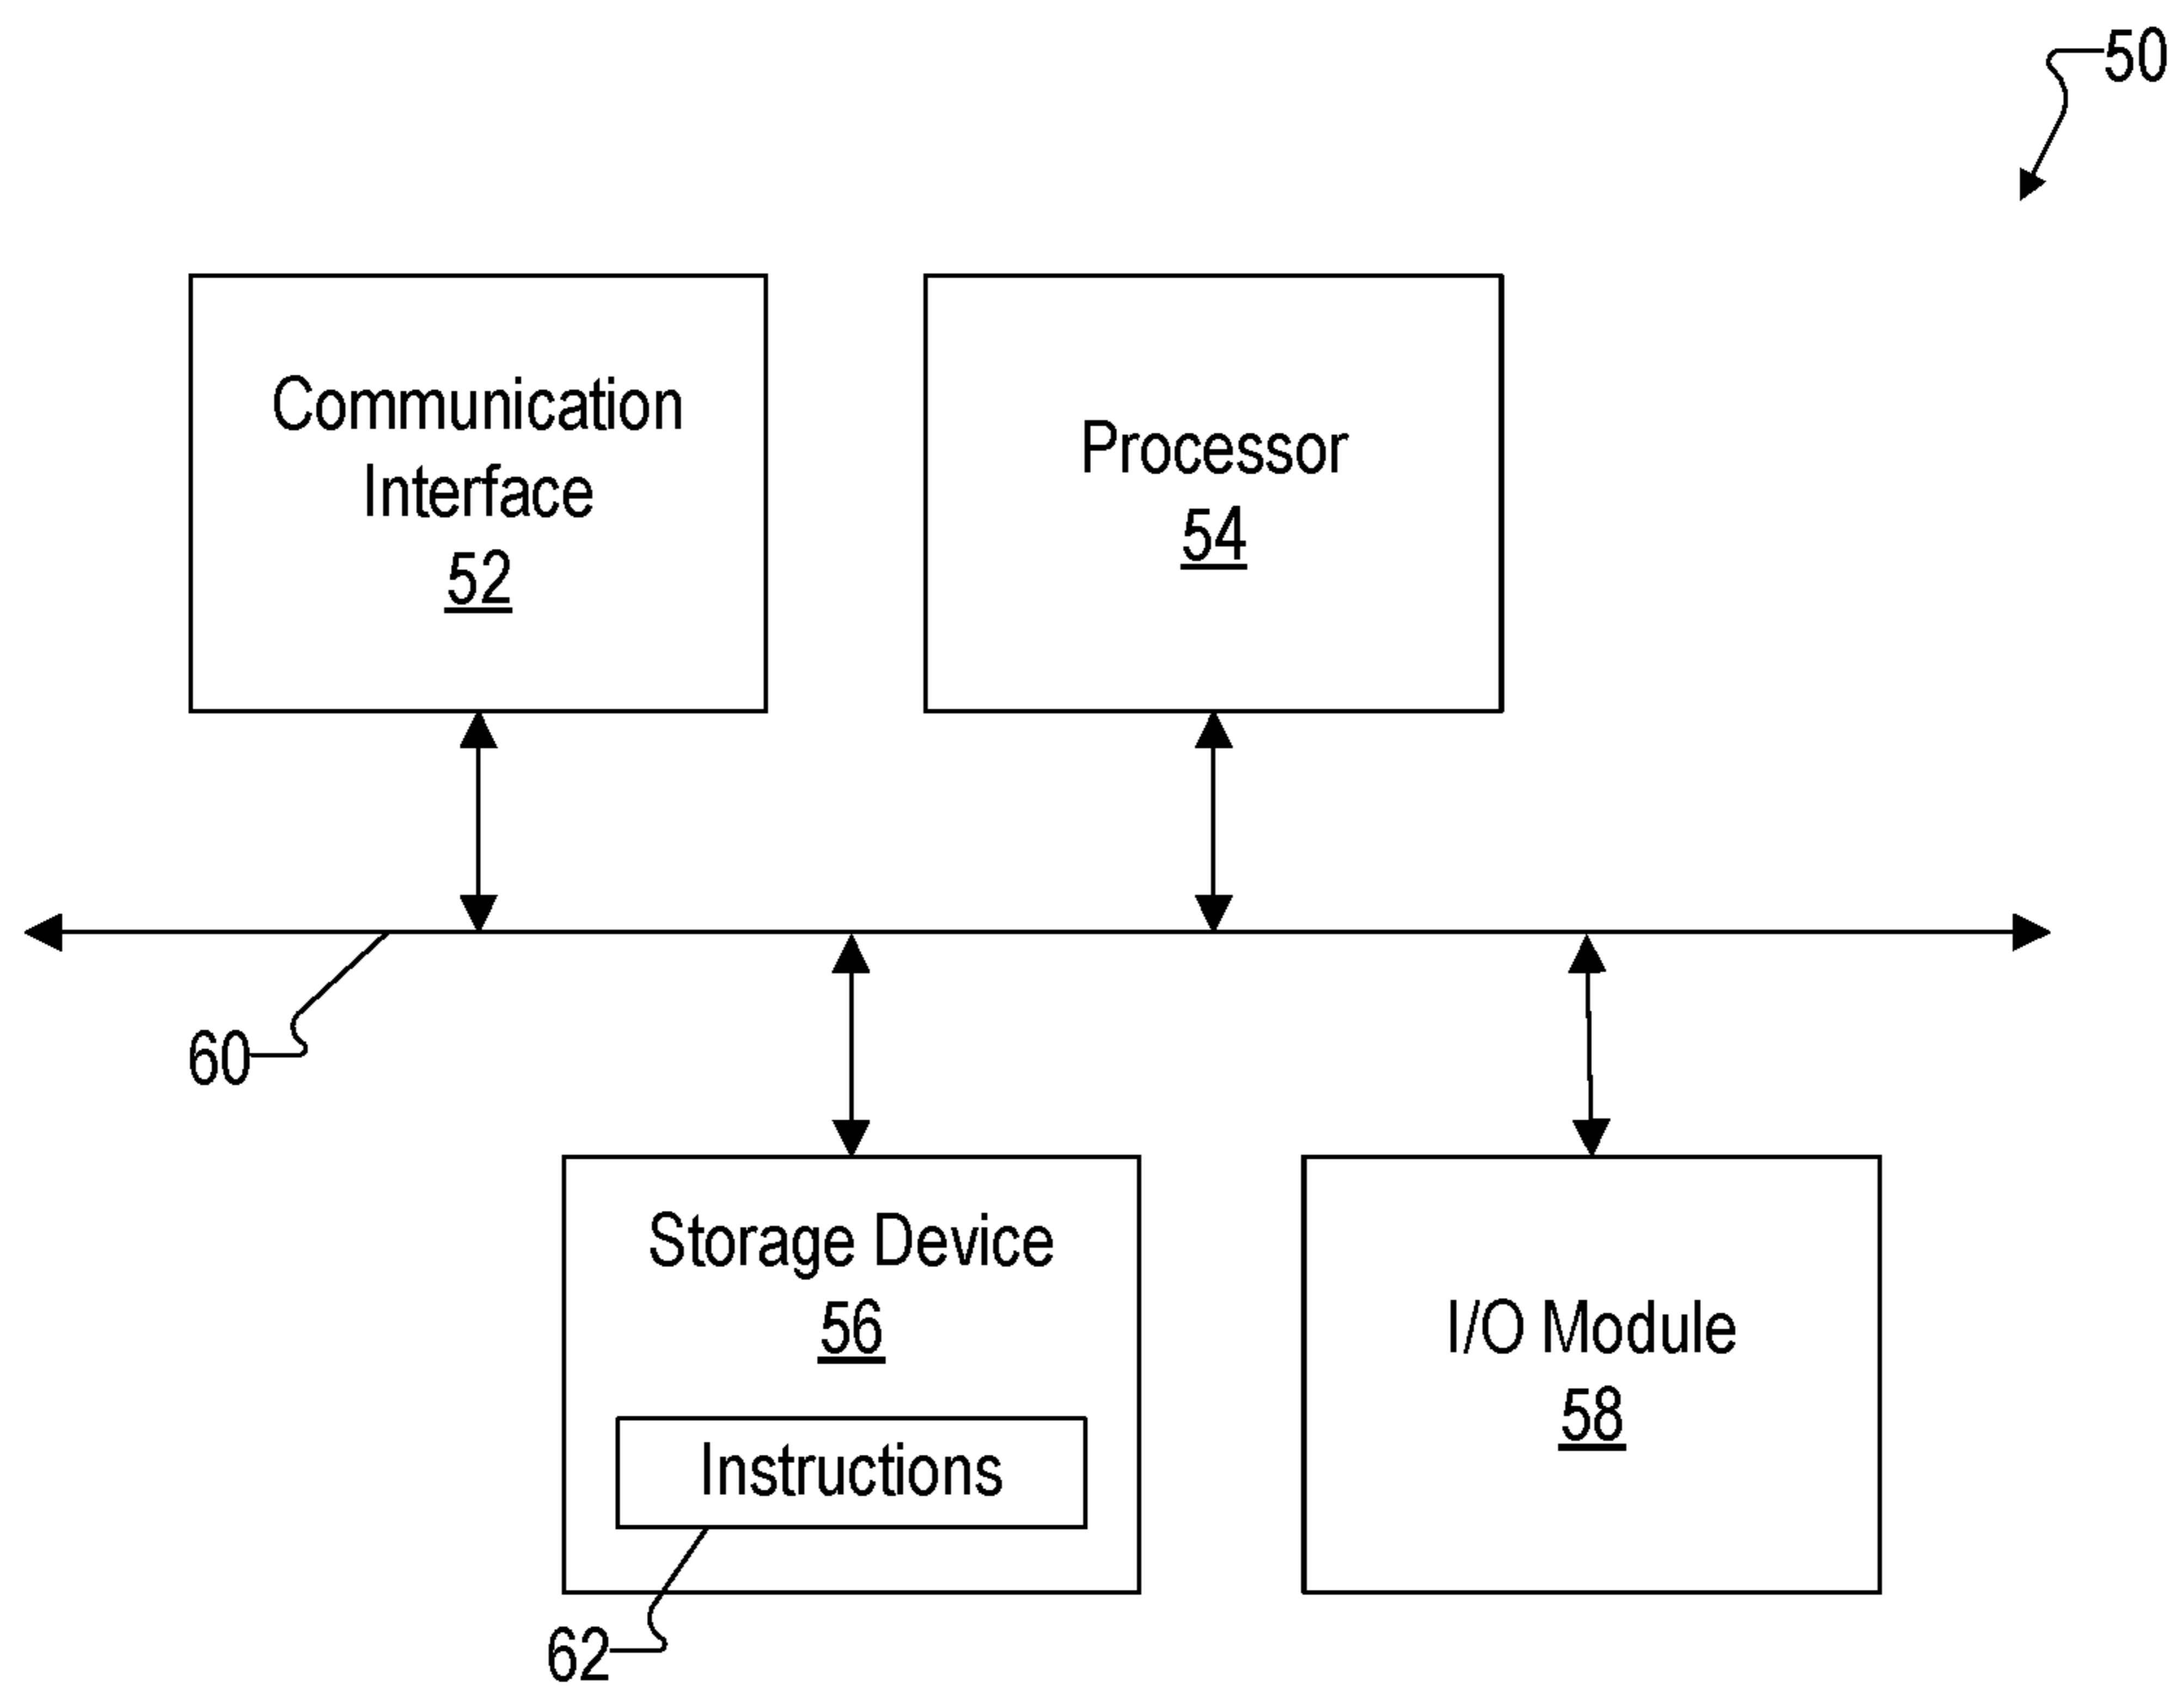 50
Communication
Interface
52
Processor
54
60
Storage Device
56
Instructions
62
I/O Module
58